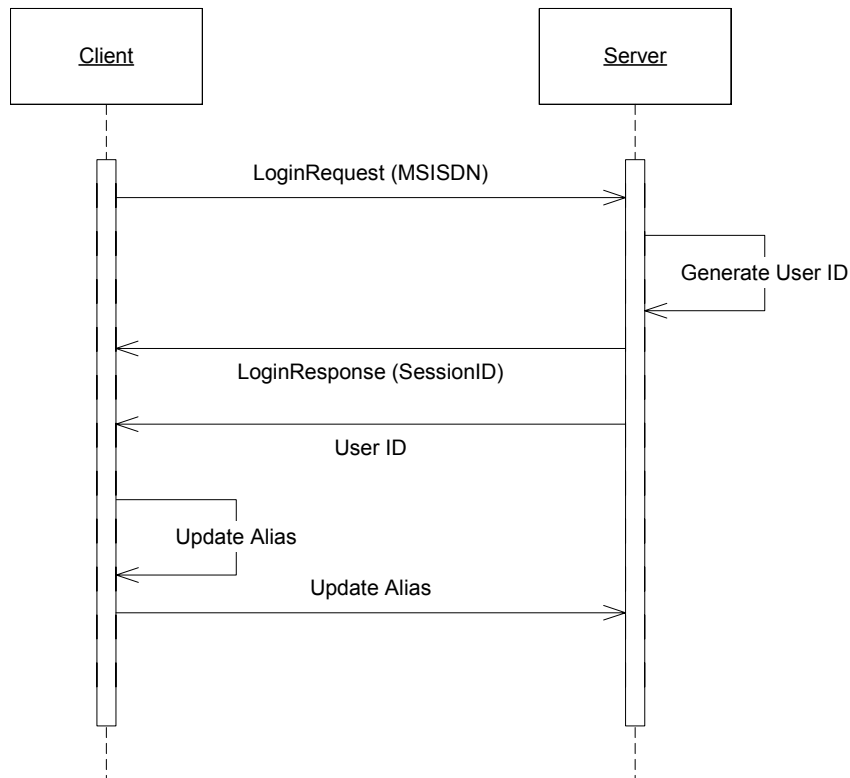 Client
Server
LoginRequest (MSISDN)
Generate User ID
LoginResponse (SessionID)
User ID
Update Alias
Update Alias